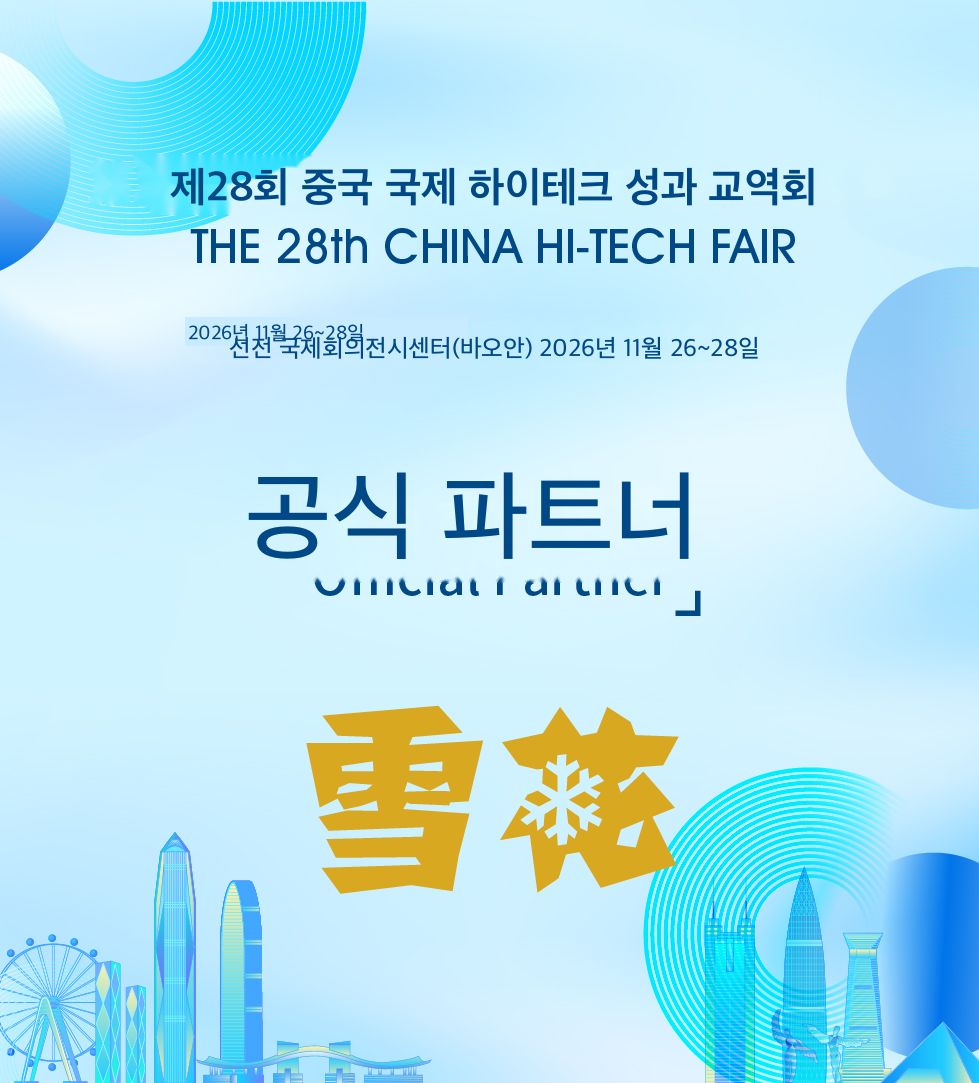 제28회 중국 국제 하이테크 성과 교역회
THE 28th CHINA HI-TECH FAIR
2026년 11월 26~28일
선전 국제회의전시센터(바오안) 2026년 11월 26~28일
공식 파트너
Official Partner
雪花